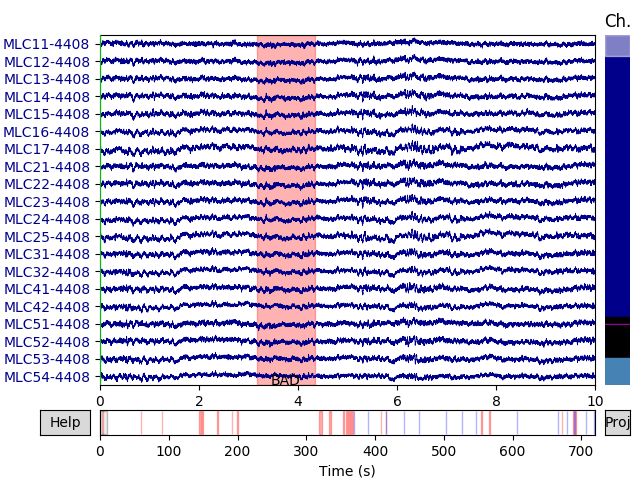 Ch.
MLC11-4408
MLC12-4408
MLC13-4408
MLC14-4408
MLC15-4408
MLC16-4408
MLC17-4408
MLC21-4408
MLC22-4408
MLC23-4408
MLC24-4408
MLC25-4408
MLC31-4408
MLC32-4408
MLC41-4408
MLC42-4408
MLC51-4408
MLC52-4408
MLC53-4408
MLC54-4408
BAD
0 2 4 6 8 10
Help Proj
0 100 200 300 400 500 600 700
Time (s)